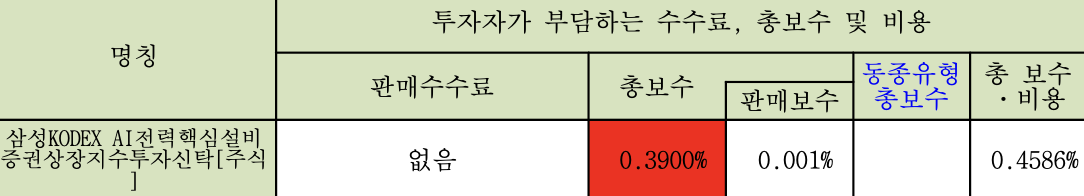 명칭
투자자가 부담하는 수수료, 총보수 및 비용
판매수수료
총보수
판매보수
동종유형
총보수
총 보수
·비용
삼성KODEX AI전력핵심설비
증권상장지수투자신탁[주식
]
없음
0.3900%
0.001%
0.4586%